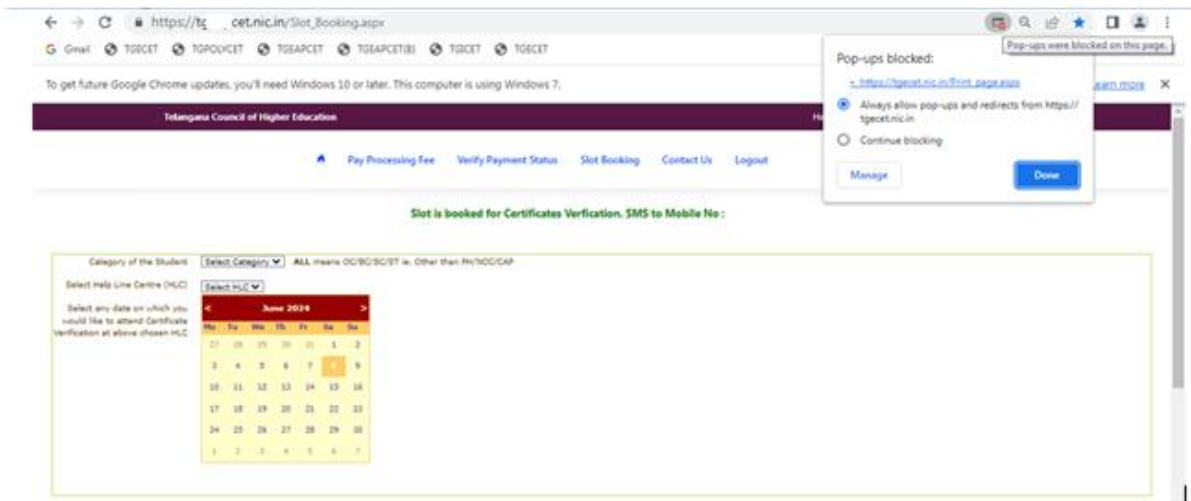 https://tg cet.nic.in/Slot_Booking.aspx
Pop-ups were blocked on this page.
Gmail TGECET TGPOLYCET TGEAPCET TGEAPCET(B) TGICET TGECET
Pop-ups blocked:
https://tgecet.nic.in/Print_page.aspx
Always allow pop-ups and redirects from https://
tgecet.nic.in
Continue blocking
Manage Done
To get future Google Chrome updates, you'll need Windows 10 or later. This computer is using Windows 7.
Learn more
Telangana Council of Higher Education
Pay Processing Fee Verify Payment Status Slot Booking Contact Us Logout
Slot is booked for Certificates Verfication. SMS to Mobile No :
Category of the Student Select Category ALL means OC/BC/SC/ST ie. Other than PH/NCC/CAP
Select Help Line Centre (HLC) Select HLC
Select any date on which you
would like to attend Certificate
Verification at above chosen HLC
< June 2024 >
Mo Tu We Th Fr Sa Su
27 28 29 30 31 1 2
3 4 5 6 7 8 9
10 11 12 13 14 15 16
17 18 19 20 21 22 23
24 25 26 27 28 29 30
1 2 3 4 5 6 7